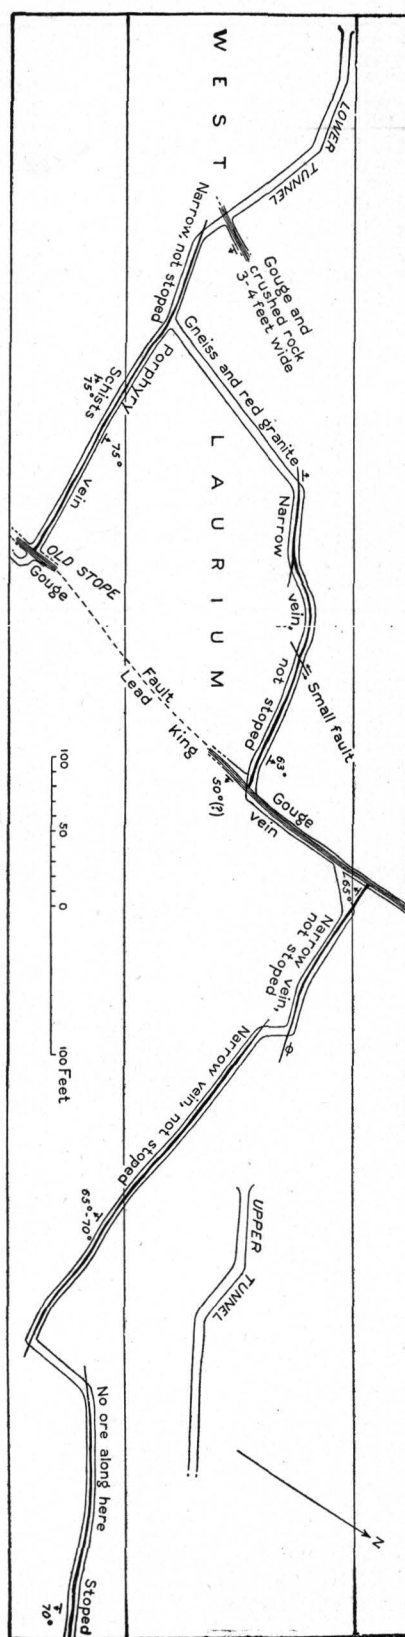 WEST LAURIUM
LOWER TUNNEL
Gouge and
crushed rock
3-4 feet wide
Narrow, not stoped
Gneiss and red granite
Porphyry
Schists
75°
75°
vein
OLD STOPE
Gouge
Narrow vein, not stoped
Small fault
63°
Lead King
Fault
50°(?)
Gouge
vein
65°
100 50 0 100 Feet
Narrow vein,
not stoped
Narrow vein, not stoped
65°-70°
UPPER TUNNEL
N
No ore along here
Stoped
70°